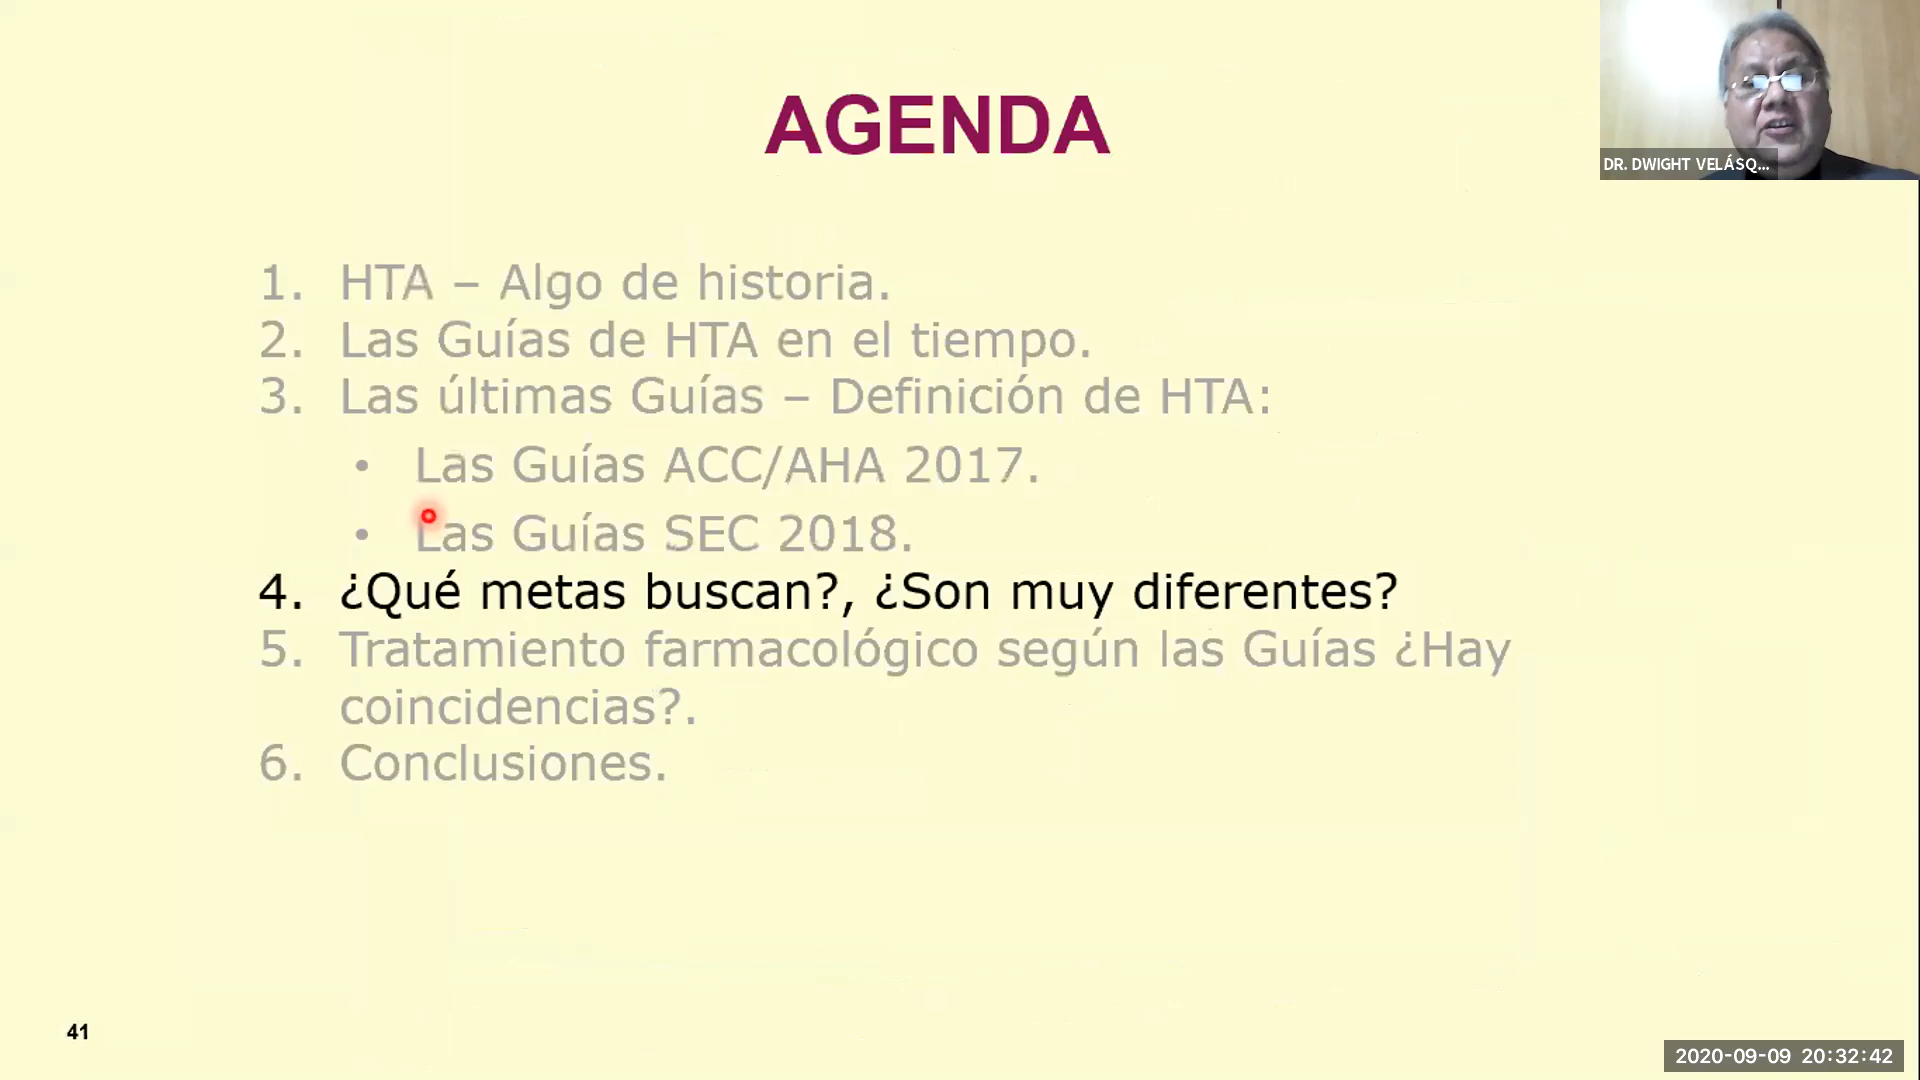 AGENDA
DR. DWIGHT VELÁSQ...
1. HTA – Algo de historia.
2. Las Guías de HTA en el tiempo.
3. Las últimas Guías – Definición de HTA:
• Las Guías ACC/AHA 2017.
• Las Guías SEC 2018.
4. ¿Qué metas buscan?, ¿Son muy diferentes?
5. Tratamiento farmacológico según las Guías ¿Hay
coincidencias?.
6. Conclusiones.
41
2020-09-09 20:32:42